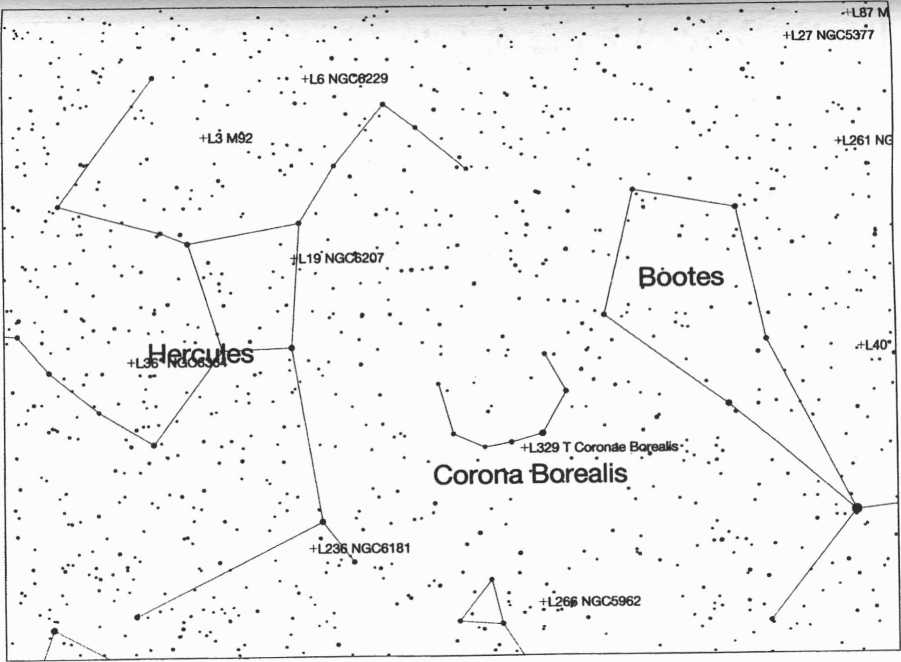 +L87 M
+L27 NGC5377
+L6 NGC6229
+L3 M92
+L261 NG
+L19 NGC6207
Bootes
Hercules
+L36
+L40
+L329 T Coronae Borealis
Corona Borealis
+L236 NGC6181
+L266 NGC5962